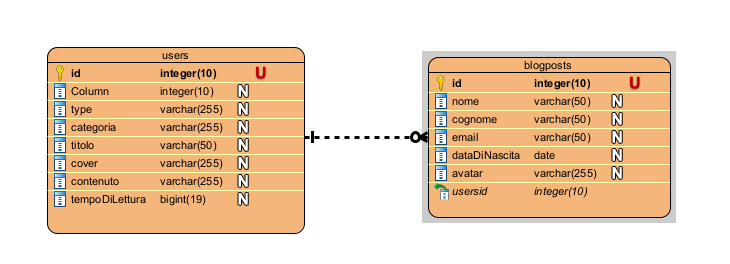 users
id integer(10) U
Column integer(10) N
type varchar(255) N
categoria varchar(255) N
titolo varchar(50) N
cover varchar(255) N
contenuto varchar(255) N
tempoDiLettura bigint(19) N
blogposts
id integer(10) U
nome varchar(50) N
cognome varchar(50) N
email varchar(50) N
dataDiNascita date N
avatar varchar(255) N
usersid integer(10)